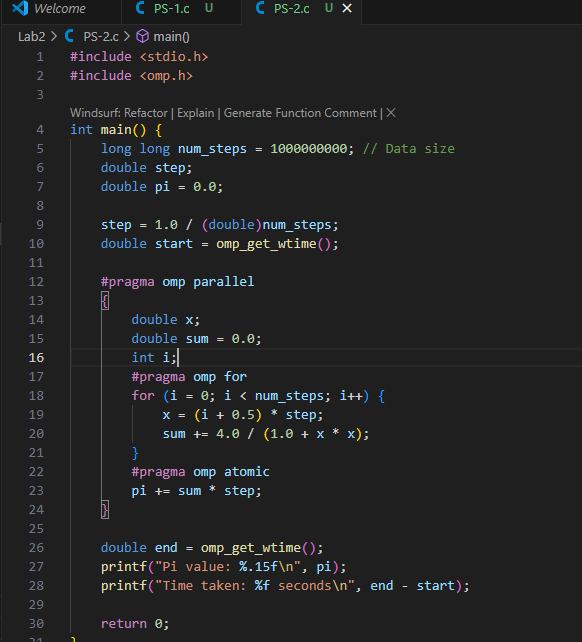 Welcome PS-1.c U PS-2.c U
Lab2 > C PS-2.c > main()
1 #include <stdio.h>
2 #include <omp.h>
3
Windsurf: Refactor | Explain | Generate Function Comment | X
4 int main() {
5 long long num_steps = 1000000000; // Data size
6 double step;
7 double pi = 0.0;
8
9 step = 1.0 / (double)num_steps;
10 double start = omp_get_wtime();
11
12 #pragma omp parallel
13 {
14 double x;
15 double sum = 0.0;
16 int i;
17 #pragma omp for
18 for (i = 0; i < num_steps; i++) {
19 x = (i + 0.5) * step;
20 sum += 4.0 / (1.0 + x * x);
21 }
22 #pragma omp atomic
23 pi += sum * step;
24 }
25
26 double end = omp_get_wtime();
27 printf("Pi value: %.15f\n", pi);
28 printf("Time taken: %f seconds\n", end - start);
29
30 return 0;
31 }